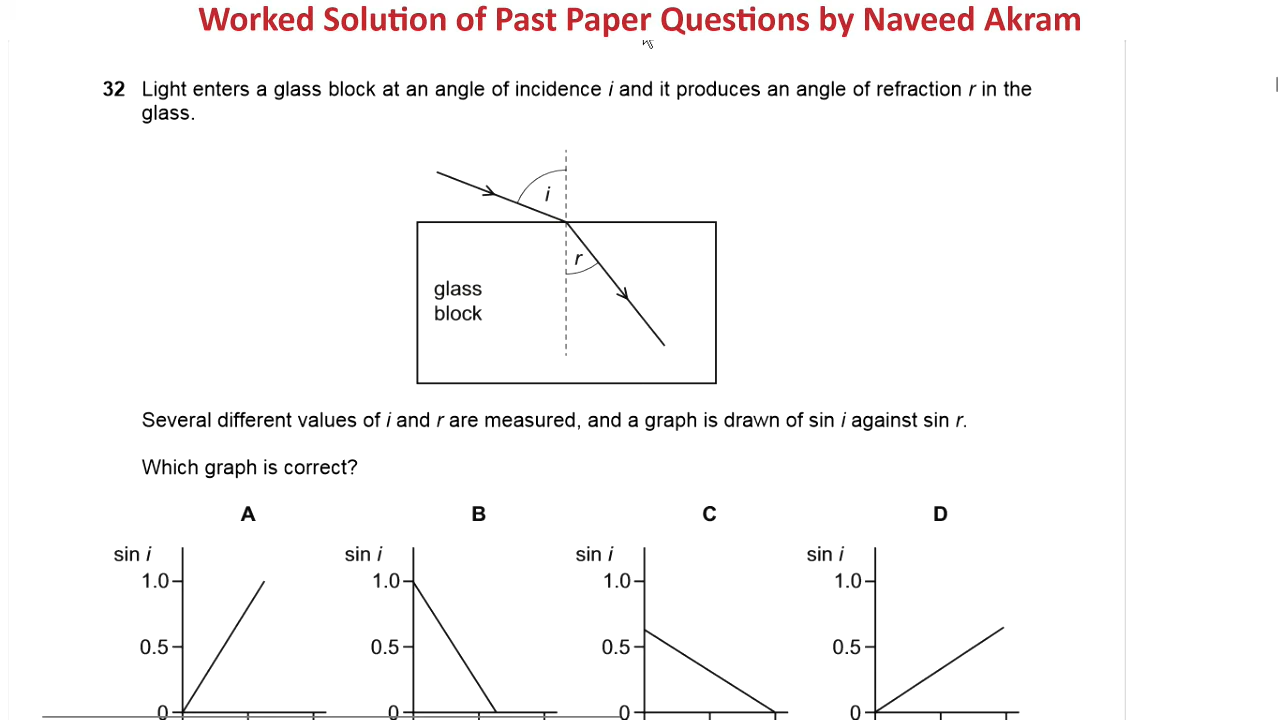 Worked Solution of Past Paper Questions by Naveed Akram
32 Light enters a glass block at an angle of incidence i and it produces an angle of refraction r in the
glass.
i
r
glass
block
Several different values of i and r are measured, and a graph is drawn of sin i against sin r.
Which graph is correct?
A B C D
sin i sin i sin i sin i
1.0 1.0 1.0 1.0
0.5 0.5 0.5 0.5
0 0 0 0